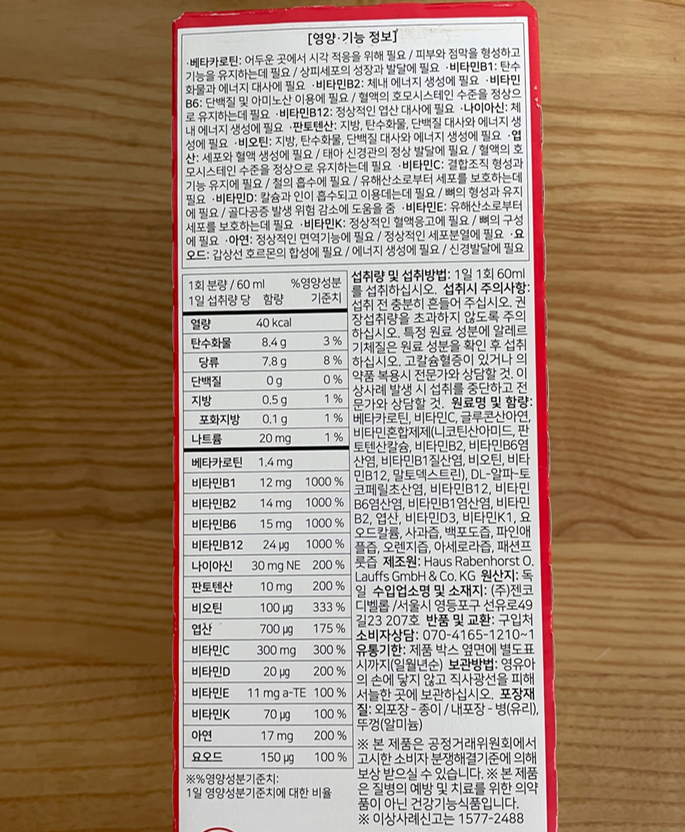 [영양·기능 정보]
·베타카로틴: 어두운 곳에서 시각 적응을 위해 필요 / 피부와 점막을 형성하고
기능을 유지하는데 필요 / 상피세포의 성장과 발달에 필요 ·비타민B1: 탄수
화물과 에너지 대사에 필요 ·비타민B2: 체내 에너지 생성에 필요 ·비타민
B6: 단백질 및 아미노산 이용에 필요 / 혈액의 호모시스테인 수준을 정상으
로 유지하는데 필요 ·비타민B12: 정상적인 엽산 대사에 필요 ·나이아신: 체
내 에너지 생성에 필요 ·판토텐산: 지방, 탄수화물, 단백질 대사와 에너지 생
성에 필요 ·비오틴: 지방, 탄수화물, 단백질 대사와 에너지 생성에 필요 ·엽
산: 세포와 혈액 생성에 필요 / 태아 신경관의 정상 발달에 필요 / 혈액의 호
모시스테인 수준을 정상으로 유지하는데 필요 ·비타민C: 결합조직 형성과
기능 유지에 필요 / 철의 흡수에 필요 / 유해산소로부터 세포를 보호하는데
필요 ·비타민D: 칼슘과 인이 흡수되고 이용되는데 필요 / 뼈의 형성과 유지
에 필요 / 골다공증 발생 위험 감소에 도움을 줌 ·비타민E: 유해산소로부터
세포를 보호하는데 필요 ·비타민K: 정상적인 혈액응고에 필요 / 뼈의 구성
에 필요 ·아연: 정상적인 면역기능에 필요 / 정상적인 세포분열에 필요 ·요
오드: 갑상선 호르몬의 합성에 필요 / 에너지 생성에 필요 / 신경발달에 필요
1회 분량 / 60 ml %영양성분
1일 섭취량 당 함량 기준치
열량 40 kcal
탄수화물 8.4 g 3 %
당류 7.8 g 8 %
단백질 0 g 0 %
지방 0.5 g 1 %
포화지방 0.1 g 1 %
나트륨 20 mg 1 %
베타카로틴 1.4 mg
비타민B1 12 mg 1000 %
비타민B2 14 mg 1000 %
비타민B6 15 mg 1000 %
비타민B12 24 μg 1000 %
나이아신 30 mg NE 200 %
판토텐산 10 mg 200 %
비오틴 100 μg 333 %
엽산 700 μg 175 %
비타민C 300 mg 300 %
비타민D 20 μg 200 %
비타민E 11 mg a-TE 100 %
비타민K 70 μg 100 %
아연 17 mg 200 %
요오드 150 μg 100 %
※%영양성분기준치:
1일 영양성분기준치에 대한 비율
섭취량 및 섭취방법: 1일 1회 60ml
를 섭취하십시오. 섭취시 주의사항:
섭취 전 충분히 흔들어 주십시오. 권
장섭취량을 초과하지 않도록 주의
하십시오. 특정 원료 성분에 알레르
기체질은 원료 성분을 확인 후 섭취
하십시오. 고칼슘혈증이 있거나 의
약품 복용시 전문가와 상담할 것. 이
상사례 발생 시 섭취를 중단하고 전
문가와 상담할 것. 원료명 및 함량:
베타카로틴, 비타민C, 글루콘산아연,
비타민혼합제제(니코틴산아미드, 판
토텐산칼슘, 비타민B2, 비타민B6염
산염, 비타민B1질산염, 비오틴, 비타
민B12, 말토덱스트린), DL-알파-토
코페릴초산염, 비타민B12, 비타민
B6염산염, 비타민B1염산염, 비타민
B2, 엽산, 비타민D3, 비타민K1, 요
오드칼륨, 사과즙, 백포도즙, 파인애
플즙, 오렌지즙, 아세로라즙, 패션프
룻즙 제조원: Haus Rabenhorst O.
Lauffs GmbH & Co. KG 원산지: 독
일 수입업소명 및 소재지: (주)젠코
디벨롭 /서울시 영등포구 선유로49
길23 207호 반품 및 교환: 구입처
소비자상담: 070-4165-1210~1
유통기한: 제품 박스 옆면에 별도표
시까지(일월년순) 보관방법: 영유아
의 손에 닿지 않고 직사광선을 피해
서늘한 곳에 보관하십시오. 포장재
질: 외포장 - 종이 / 내포장 - 병(유리),
뚜껑(알미늄)
※ 본 제품은 공정거래위원회에서
고시한 소비자 분쟁해결기준에 의해
보상 받으실 수 있습니다. ※ 본 제품
은 질병의 예방 및 치료를 위한 의약
품이 아닌 건강기능식품입니다.
※ 이상사례신고는 1577-2488